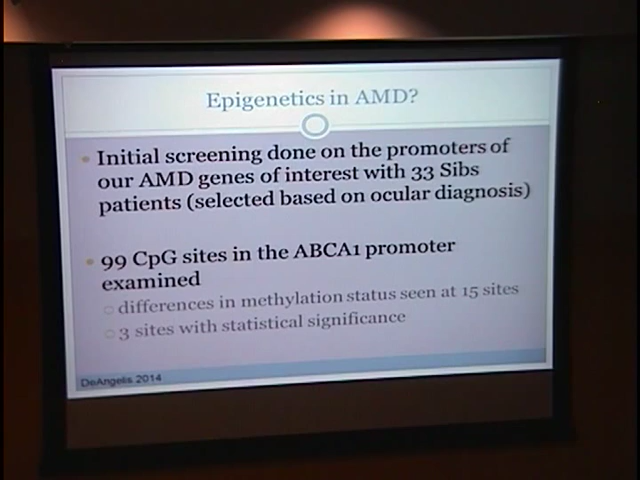 Epigenetics in AMD?
Initial screening done on the promoters of
our AMD genes of interest with 33 Sibs
patients (selected based on ocular diagnosis)
99 CpG sites in the ABCA1 promoter
examined
differences in methylation status seen at 15 sites
3 sites with statistical significance
DeAngelis 2014